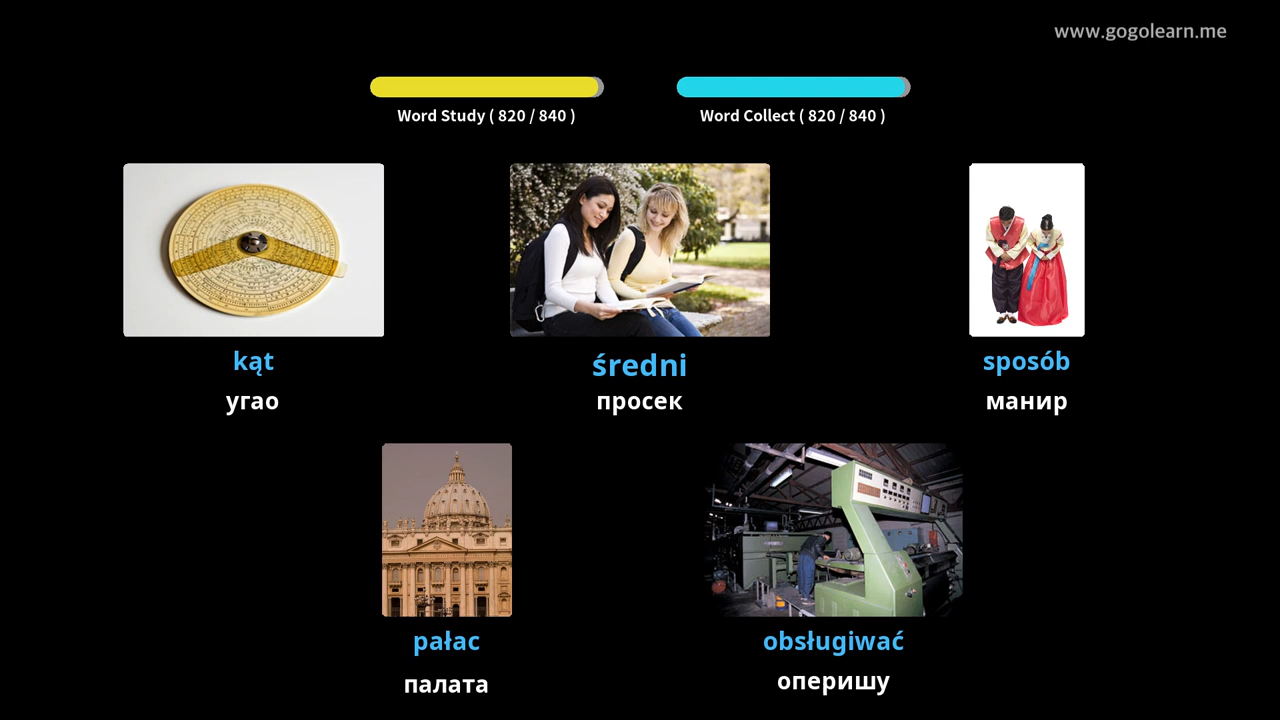 www.gogolearn.me
Word Study ( 820 / 840 )
Word Collect ( 820 / 840 )
kąt
średni
sposób
угао
просек
манир
pałac
obsługiwać
палата
оперишу